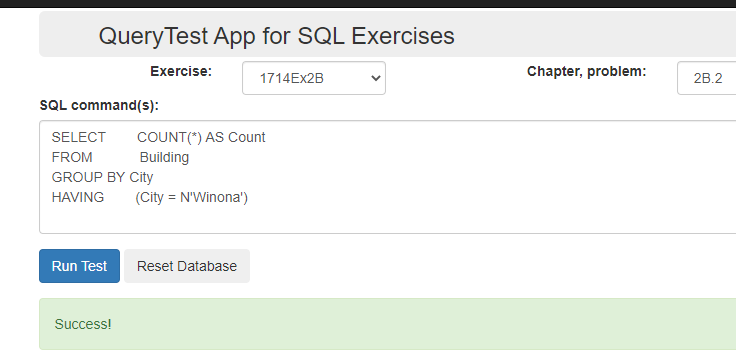 QueryTest App for SQL Exercises
Exercise: 1714Ex2B Chapter, problem: 2B.2
SQL command(s):
SELECT COUNT(*) AS Count
FROM Building
GROUP BY City
HAVING (City = N'Winona')
Run Test Reset Database
Success!